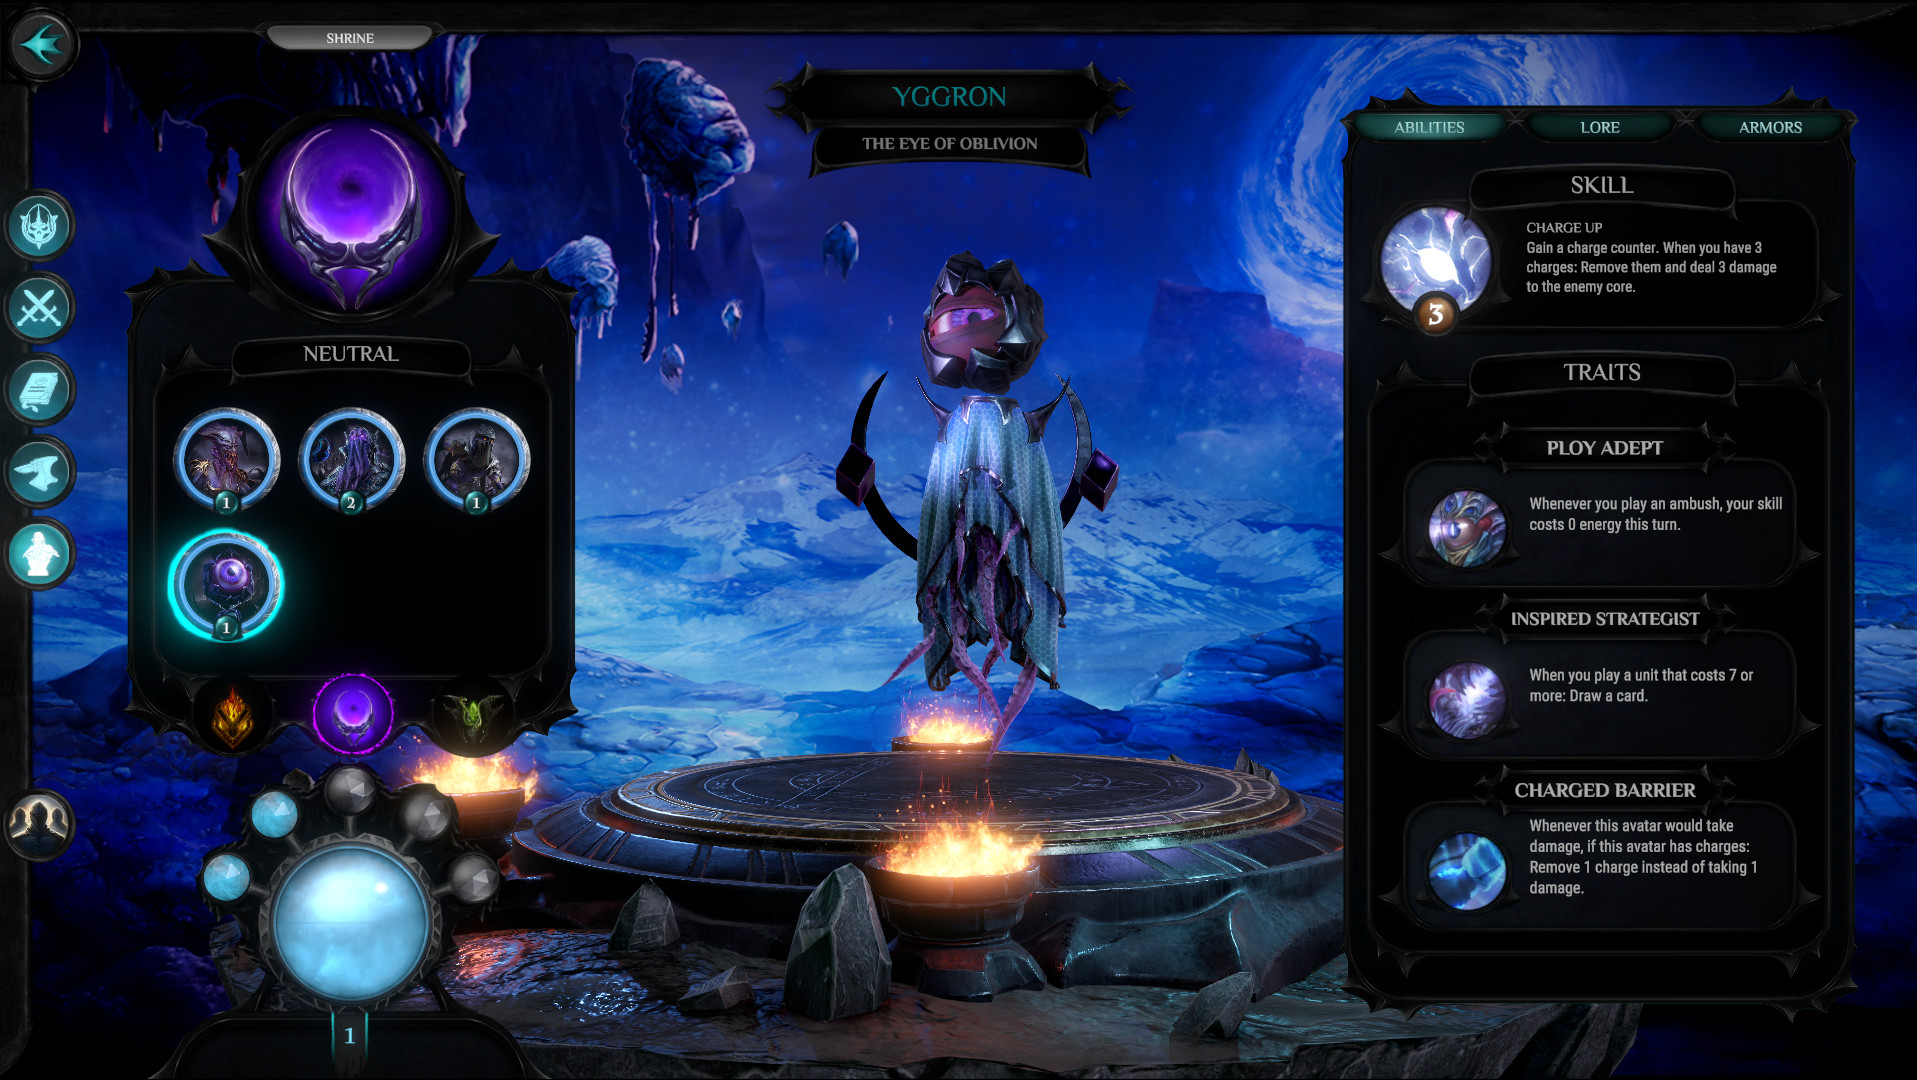 SHRINE
YGGRON
THE EYE OF OBLIVION
NEUTRAL
1
2
1
1
1
ABILITIES
LORE
ARMORS
SKILL
CHARGE UP
Gain a charge counter. When you have 3
charges: Remove them and deal 3 damage
to the enemy core.
3
TRAITS
PLOY ADEPT
Whenever you play an ambush, your skill
costs 0 energy this turn.
INSPIRED STRATEGIST
When you play a unit that costs 7 or
more: Draw a card.
CHARGED BARRIER
Whenever this avatar would take
damage, if this avatar has charges:
Remove 1 charge instead of taking 1
damage.